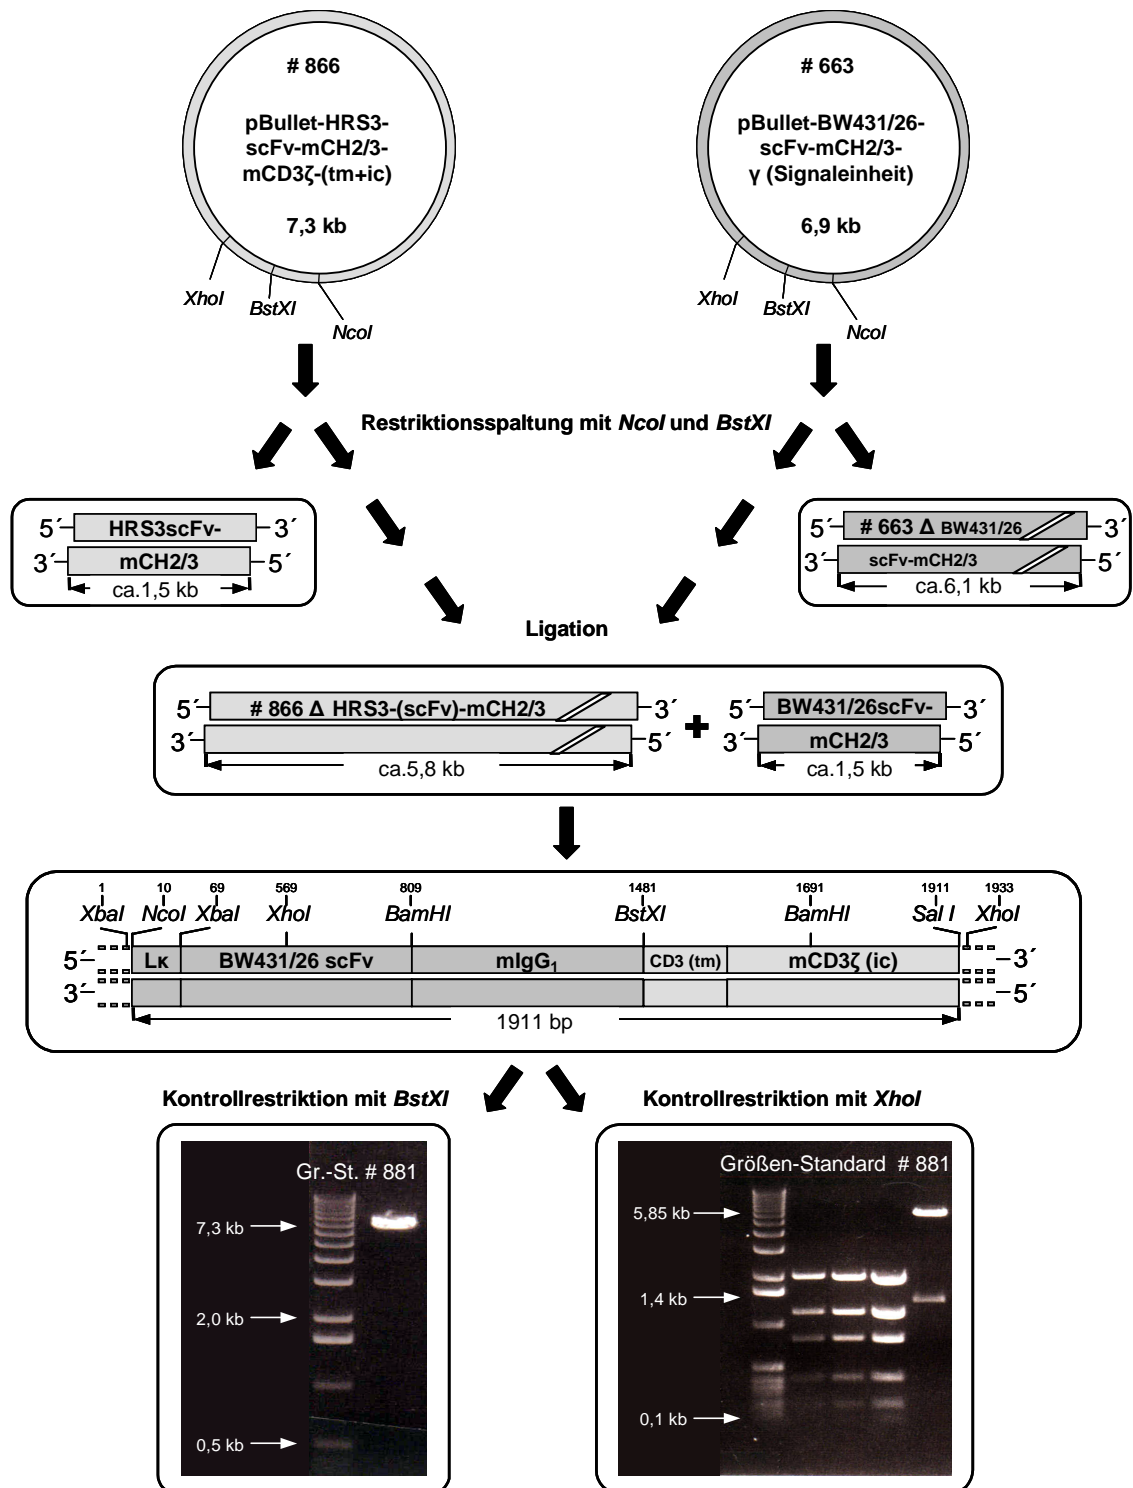 # 866
pBullet-HRS3-
scFv-mCH2/3-
mCD3ζ-(tm+ic)
7,3 kb
XhoI
BstXI
NcoI
# 663
pBullet-BW431/26-
scFv-mCH2/3-
γ (Signaleinheit)
6,9 kb
XhoI
BstXI
NcoI
Restriktionsspaltung mit NcoI und BstXI
5´ HRS3scFv- 3´
3´ mCH2/3 5´
ca.1,5 kb
5´ # 663 Δ BW431/26 3´
3´ scFv-mCH2/3 5´
ca.6,1 kb
Ligation
5´ # 866 Δ HRS3-(scFv)-mCH2/3 3´
3´ 5´
ca.5,8 kb
+
5´ BW431/26scFv- 3´
3´ mCH2/3 5´
ca.1,5 kb
1 10 69 569 809 1481 1691 1911 1933
XbaI NcoI XbaI XhoI BamHI BstXI BamHI Sal I XhoI
5´ Lκ BW431/26 scFv mIgG₁ CD3 (tm) mCD3ζ (ic) 3´
3´ 5´
1911 bp
Kontrollrestriktion mit BstXI
Gr.-St. # 881
7,3 kb
2,0 kb
0,5 kb
Kontrollrestriktion mit XhoI
Größen-Standard # 881
5,85 kb
1,4 kb
0,1 kb